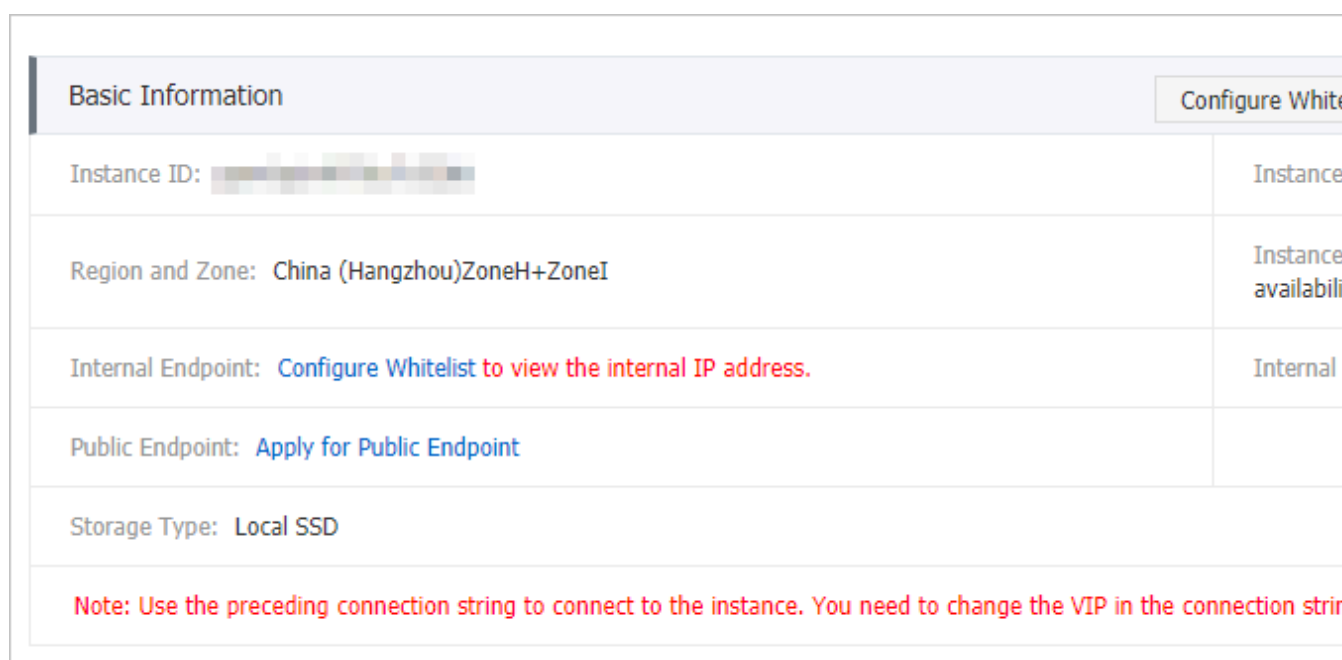 Basic Information
Configure White
Instance ID:
Instance
Region and Zone: China (Hangzhou)ZoneH+ZoneI
Instance
availabili
Internal Endpoint: Configure Whitelist to view the internal IP address.
Internal
Public Endpoint: Apply for Public Endpoint
Storage Type: Local SSD
Note: Use the preceding connection string to connect to the instance. You need to change the VIP in the connection strin